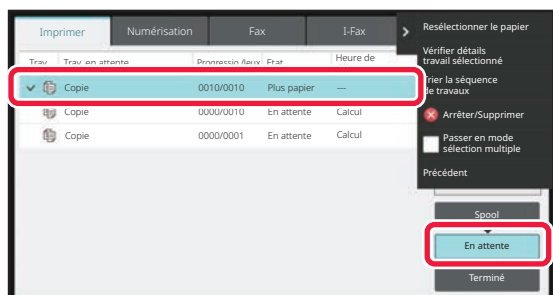 Imprimer Numérisation Fax I-Fax
Trav. Trav. en attente Progressio /Jeux Etat Heure de
Copie 0010/0010 Plus papier ---
Copie 0000/0010 En attente Calcul
Copie 0000/0001 En attente Calcul
Resélectionner le papier
Vérifier détails
travail sélectionné
Trier la séquence
de travaux
Arrêter/Supprimer
Passer en mode
sélection multiple
Précédent
Spool
En attente
Terminé